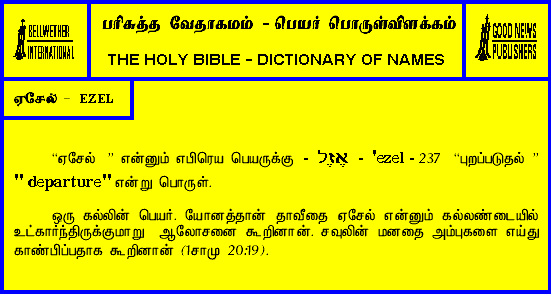 BELLWETHER
INTERNATIONAL
பரிசுத்த வேதாகமம் - பெயர் பொருள்விளக்கம்
THE HOLY BIBLE - DICTIONARY OF NAMES
GOOD NEWS
PUBLISHERS
ஏசேல் - EZEL
“ஏசேல் ” என்னும் எபிரெய பெயருக்கு - אֶזֶל - 'ezel - 237 “புறப்படுதல் ”
" departure" என்று பொருள்.
ஒரு கல்லின் பெயர். யோனத்தான் தாவீதை ஏசேல் என்னும் கல்லண்டையில்
உட்கார்ந்திருக்குமாறு ஆலோசனை கூறினான். சவுலின் மனதை அம்புகளை எய்து
காண்பிப்பதாக கூறினான் (1சாமு 20:19).